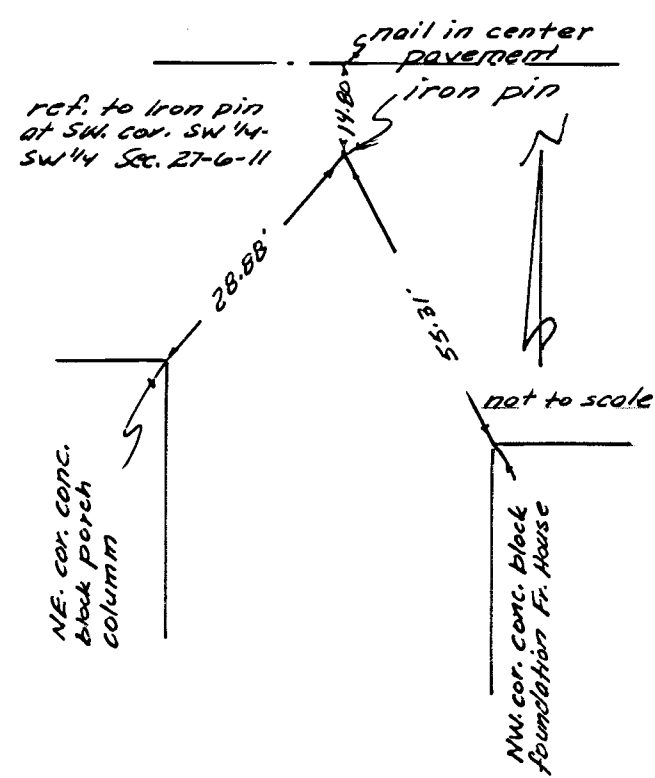 nail in center
pavement
ref. to Iron pin
at SW. cor. SW 1/4-
SW 1/4 Sec. 27-6-11
14.80
iron pin
N
28.88'
55.31'
not to scale
NE. cor. conc.
block porch
column
NW. cor. conc. block
foundation Fr. House